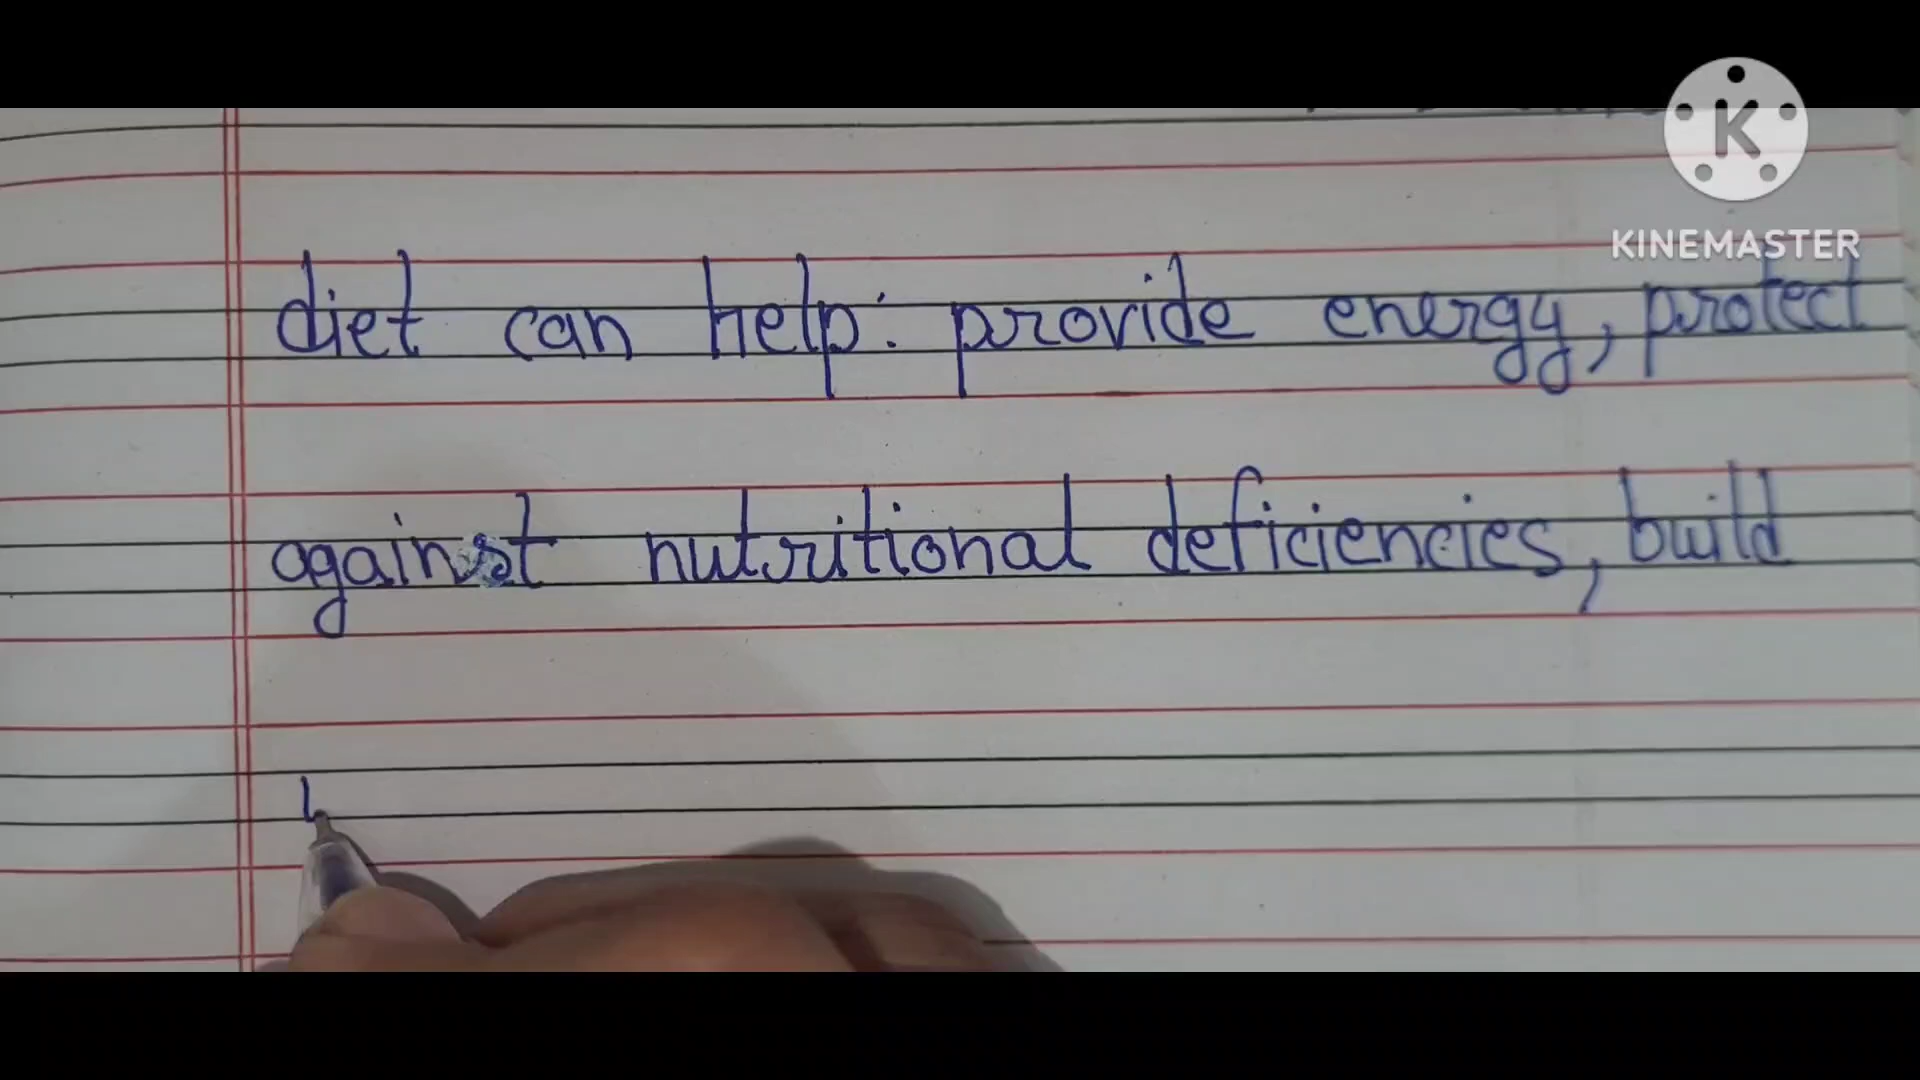 K
KINEMASTER
diet can help: provide energy, protect
against nutritional deficiencies, build